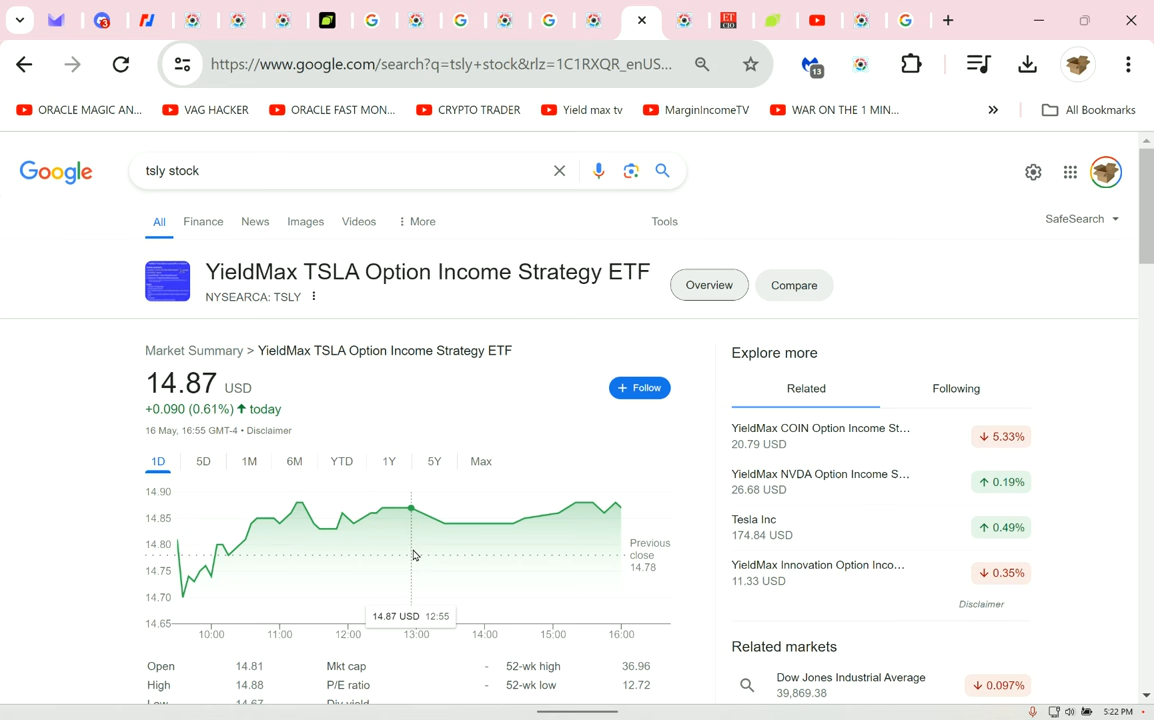 3
https://www.google.com/search?q=tsly+stock&rlz=1C1RXQR_enUS...
13
ORACLE MAGIC AN...
VAG HACKER
ORACLE FAST MON...
CRYPTO TRADER
Yield max tv
MarginIncomeTV
WAR ON THE 1 MIN...
»
All Bookmarks
Google
tsly stock
All
Finance
News
Images
Videos
More
Tools
SafeSearch
YieldMax TSLA Option Income Strategy ETF
NYSEARCA: TSLY
Overview
Compare
Market Summary > YieldMax TSLA Option Income Strategy ETF
14.87 USD
+0.090 (0.61%) ↑ today
16 May, 16:55 GMT-4 • Disclaimer
+ Follow
1D
5D
1M
6M
YTD
1Y
5Y
Max
14.90
14.85
14.80
14.75
14.70
14.65
Previous
close
14.78
14.87 USD 12:55
10:00
11:00
12:00
13:00
14:00
15:00
16:00
Open 14.81
High 14.88
Mkt cap -
P/E ratio -
52-wk high 36.96
52-wk low 12.72
Explore more
Related
Following
YieldMax COIN Option Income St...
20.79 USD
↓ 5.33%
YieldMax NVDA Option Income S...
26.68 USD
↑ 0.19%
Tesla Inc
174.84 USD
↑ 0.49%
YieldMax Innovation Option Inco...
11.33 USD
↓ 0.35%
Disclaimer
Related markets
Dow Jones Industrial Average
39,869.38
↓ 0.097%
5:22 PM